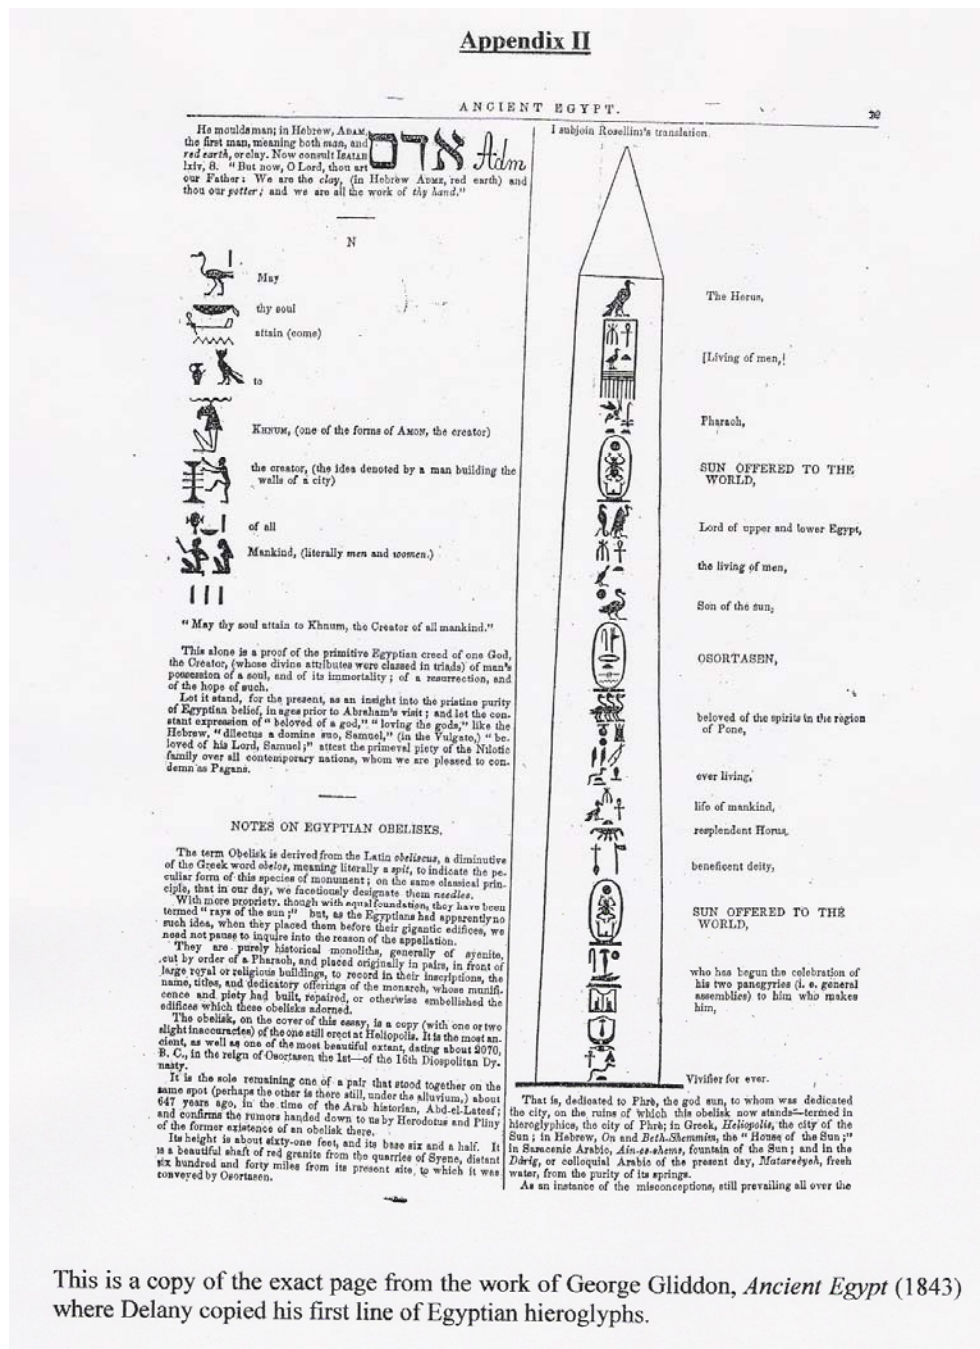 Appendix II
ANCIENT EGYPT.
He moulds man; in Hebrew, ADAM,
the first man, meaning both man, and
red earth, or clay. Now consult ISAIAH
lxiv, 8. "But now, O Lord, thou art
our Father: We are the clay, (in Hebrew ADME, red earth) and
thou our potter; and we are all the work of thy hand."
אדם Adm
N
May
thy soul
attain (come)
to
KHNUM, (one of the forms of AMON, the creator)
the creator, (the idea denoted by a man building the
walls of a city)
of all
Mankind, (literally men and women.)
"May thy soul attain to Khnum, the Creator of all mankind."
This alone is a proof of the primitive Egyptian creed of one God,
the Creator, (whose divine attributes were classed in triads) of man's
possession of a soul, and of its immortality; of a resurrection, and
of the hope of such.
Let it stand, for the present, as an insight into the pristine purity
of Egyptian belief, in ages prior to Abraham's visit; and let the con-
stant expression of "beloved of a god," "loving the gods," like the
Hebrew, "dilectus a domino suo, Samuel," (in the Vulgate,) "be-
loved of his Lord, Samuel;" attest the primeval piety of the Nilotic
family over all contemporary nations, whom we are pleased to con-
demn as Pagans.
NOTES ON EGYPTIAN OBELISKS.
The term Obelisk is derived from the Latin obeliscus, a diminutive
of the Greek word obelos, meaning literally a spit, to indicate the pe-
culiar form of this species of monument; on the same classical prin-
ciple, that in our day, we facetiously designate them needles.
With more propriety, though with equal foundation, they have been
termed "rays of the sun;" but, as the Egyptians had apparently no
such idea, when they placed them before their gigantic edifices, we
need not pause to inquire into the reason of the appellation.
They are purely historical monoliths, generally of syenite,
cut by order of a Pharaoh, and placed originally in pairs, in front of
large royal or religious buildings, to record in their inscriptions, the
name, titles, and dedicatory offerings of the monarch, whose munifi-
cence and piety had built, repaired, or otherwise embellished the
edifices which these obelisks adorned.
The obelisk, on the cover of this essay, is a copy (with one or two
slight inaccuracies) of the one still erect at Heliopolis. It is the most an-
cient, as well as one of the most beautiful extant, dating about 2070,
B. C., in the reign of Osortasen the 1st—of the 16th Diospolitan Dy-
nasty.
It is the sole remaining one of a pair that stood together on the
same spot (perhaps the other is there still, under the alluvium,) about
647 years ago, in the time of the Arab historian, Abd-el-Lateef;
and confirms the rumors handed down to us by Herodotus and Pliny
of the former existence of an obelisk there.
Its height is about sixty-one feet, and its base six and a half. It
is a beautiful shaft of red granite from the quarries of Syene, distant
six hundred and forty miles from its present site, to which it was
conveyed by Osortasen.
I subjoin Rosellini's translation.
The Horus,
[Living of men,!
Pharaoh,
SUN OFFERED TO THE
WORLD,
Lord of upper and lower Egypt,
the living of men,
Son of the sun,
OSORTASEN,
beloved of the spirits in the region
of Pone,
ever living,
life of mankind,
resplendent Horus,
beneficent deity,
SUN OFFERED TO THE
WORLD,
who has begun the celebration of
his two panegyries (i. e. general
assemblies) to him who makes
him,
Vivifier for ever.
That is, dedicated to Phrè, the god sun, to whom was dedicated
the city, on the ruins of which this obelisk now stands—termed in
hieroglyphics, the city of Phrè; in Greek, Heliopolis, the city of the
Sun; in Hebrew, On and Beth-Shemmim, the "House of the Sun;"
in Saracenic Arabic, Ain-es-shems, fountain of the Sun; and in the
Dàrig, or colloquial Arabic of the present day, Matareèyeh, fresh
water, from the purity of its springs.
As an instance of the misconceptions, still prevailing all over the
This is a copy of the exact page from the work of George Gliddon, Ancient Egypt (1843)
where Delany copied his first line of Egyptian hieroglyphs.